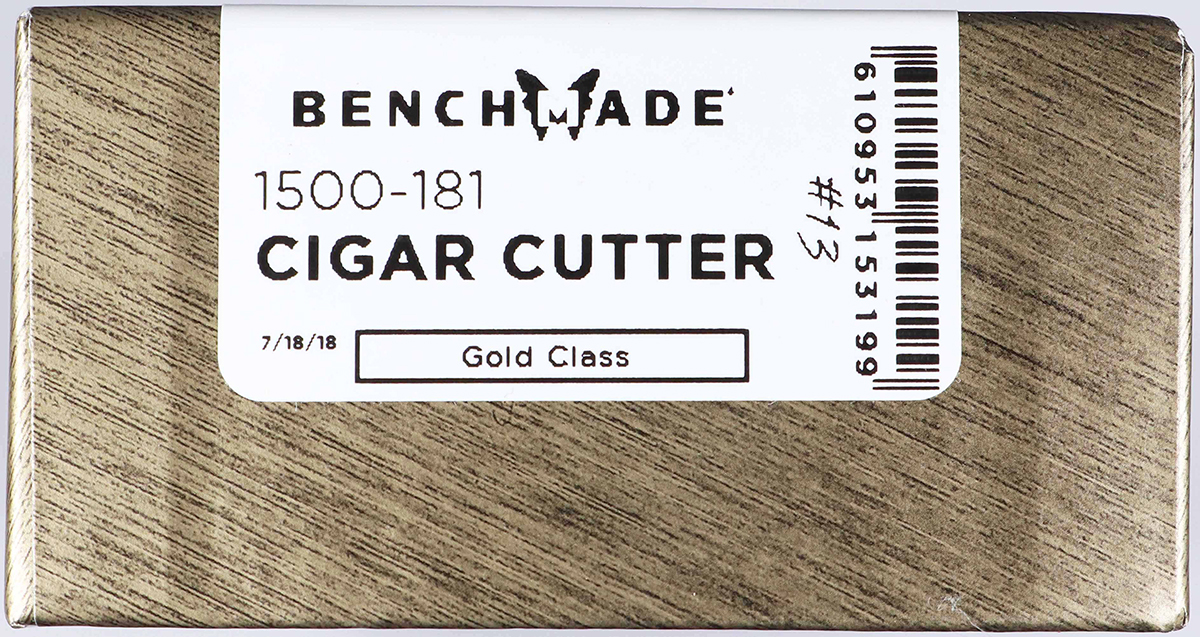 BENCHMADE
1500-181
CIGAR CUTTER
7/18/18
Gold Class
#13
610953153199